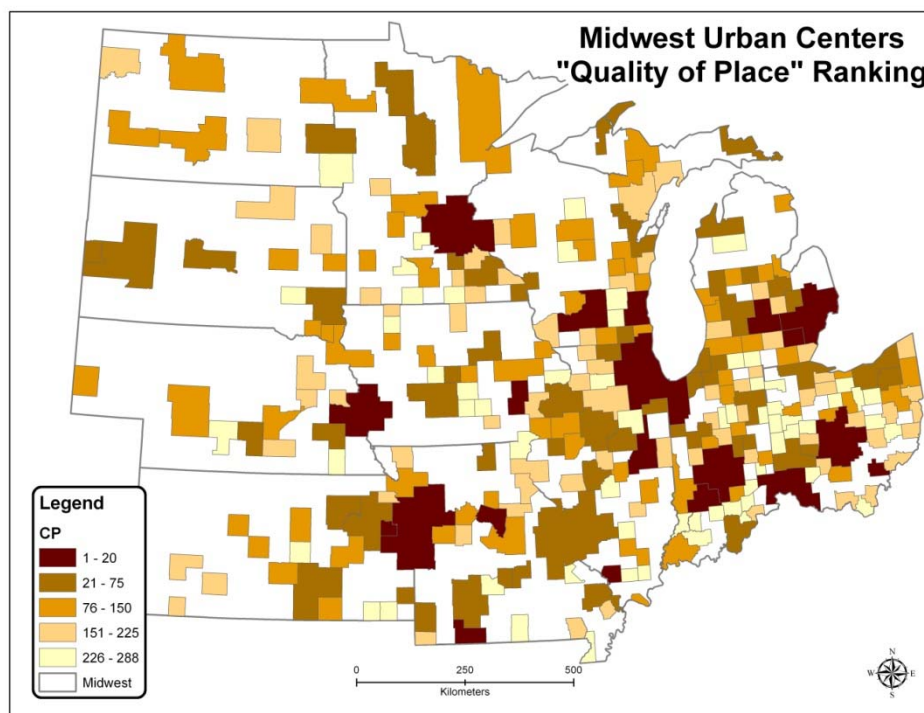 Midwest Urban Centers
"Quality of Place" Ranking
Legend
CP
1 - 20
21 - 75
76 - 150
151 - 225
226 - 288
Midwest
0 250 500
Kilometers
N
W E
S